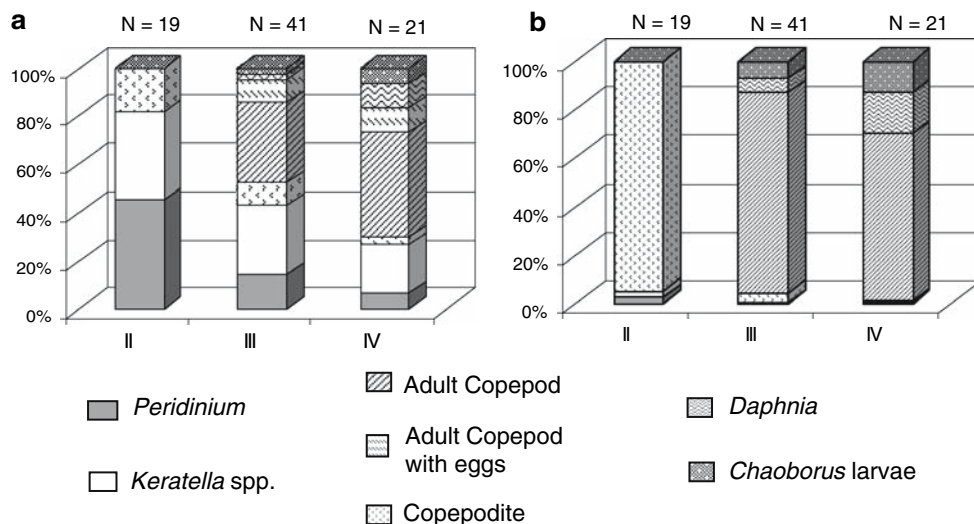 a
N = 19 N = 41 N = 21
100%
80%
60%
40%
20%
0%
II III IV
b
N = 19 N = 41 N = 21
100%
80%
60%
40%
20%
0%
II III IV
Peridinium
Keratella spp.
Adult Copepod
Adult Copepod
with eggs
Copepodite
Daphnia
Chaoborus larvae